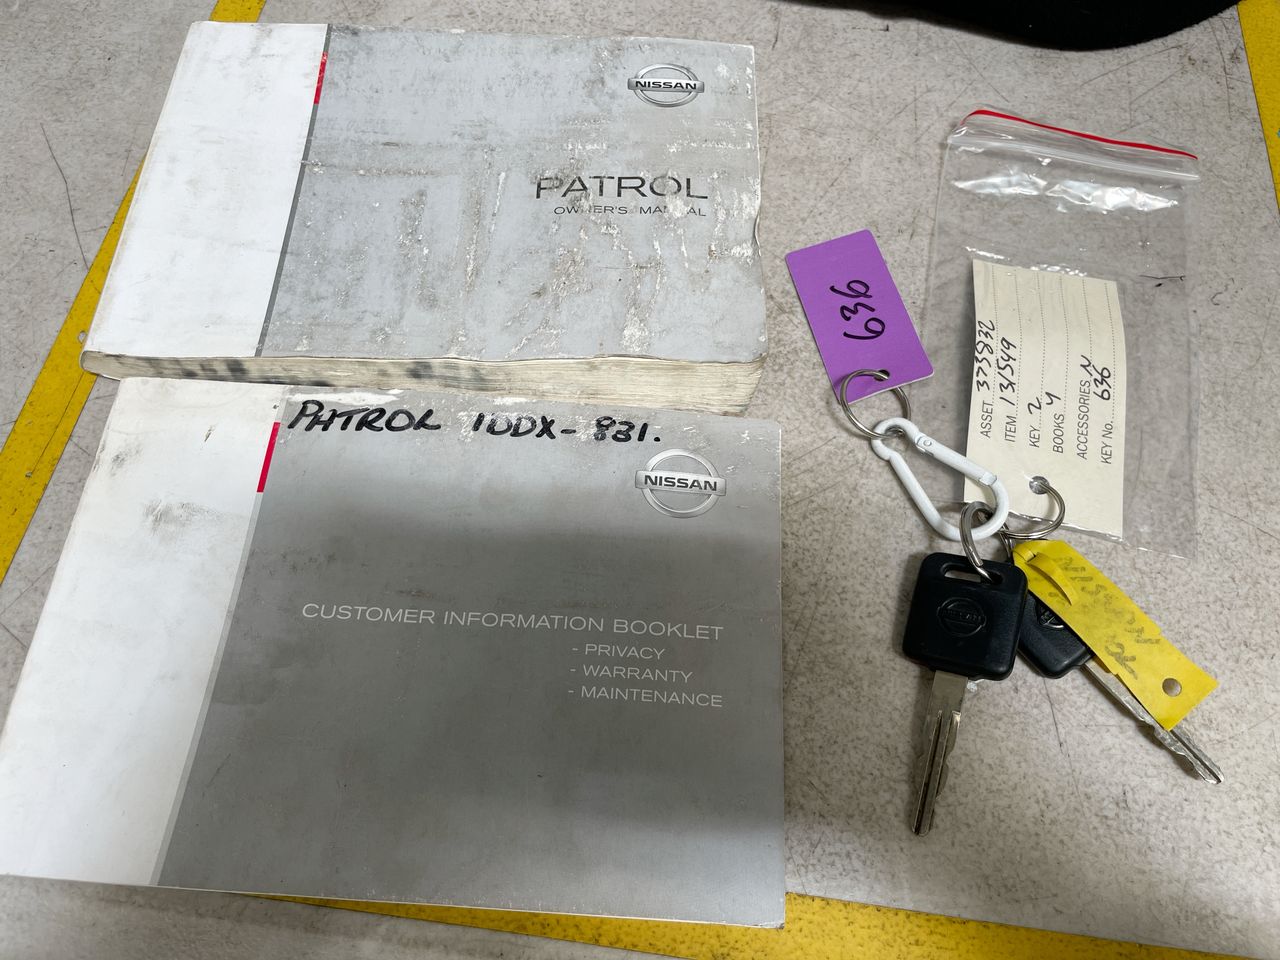 NISSAN
PATROL
OWNER'S MANUAL
PATROL 1DDX-831.
NISSAN
CUSTOMER INFORMATION BOOKLET
- PRIVACY
- WARRANTY
- MAINTENANCE
636
ASSET 373832
ITEM 131549
KEY 2
BOOKS 4
ACCESSORIES N
KEY No. 636
NISSAN